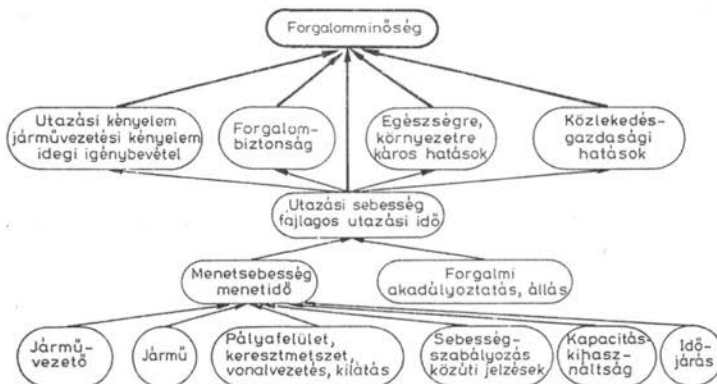 Forgalomminőség
Utazási kényelem
járművezetési kényelem
idegi igénybevétel
Forgalom-
biztonság
Egészségre,
környezetre
káros hatások
Közlekedés-
gazdasági
hatások
Utazási sebesség
fajlagos utazási idő
Menetsebesség
menetidő
Forgalmi
akadályoztatás, állás
Jármű-
vezető
Jármű
Pályafelület,
keresztmetszet,
vonalvezetés, kilátás
Sebesség-
szabályozás
közúti jelzések
Kapacitás-
kihasz-
náltság
Idő-
járás